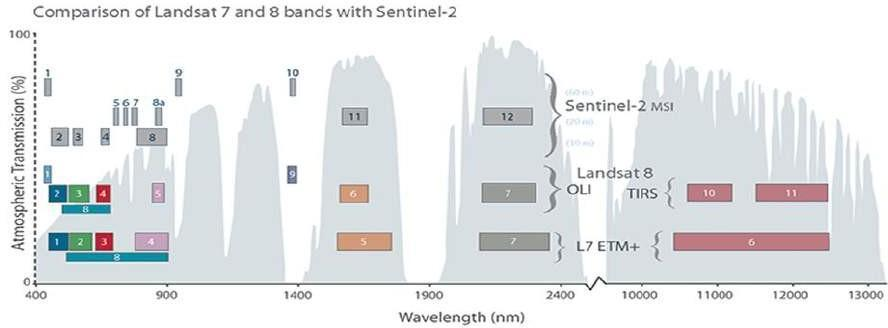 Comparison of Landsat 7 and 8 bands with Sentinel-2
100
Atmospheric Transmission (%)
0
1 9 10
5 6 7 8a
(60 m)
11 12 Sentinel-2 MSI
(20 m)
2 3 4 8
(10 m)
1 9 Landsat 8
2 3 4 5 6 7 OLI TIRS 10 11
8
1 2 3 4 5 7 L7 ETM+ 6
8
400 900 1400 1900 2400 10000 11000 12000 13000
Wavelength (nm)